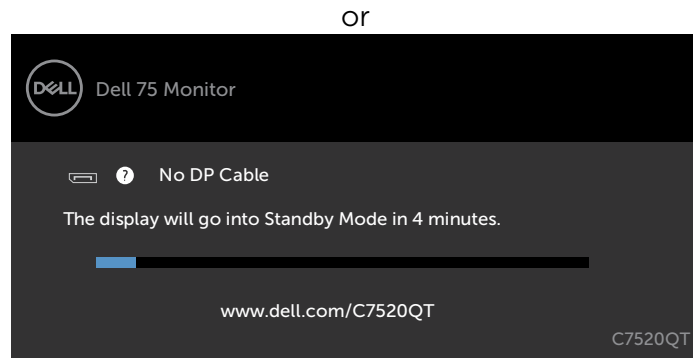 or
DELL
Dell 75 Monitor
? No DP Cable
The display will go into Standby Mode in 4 minutes.
www.dell.com/C7520QT
C7520QT